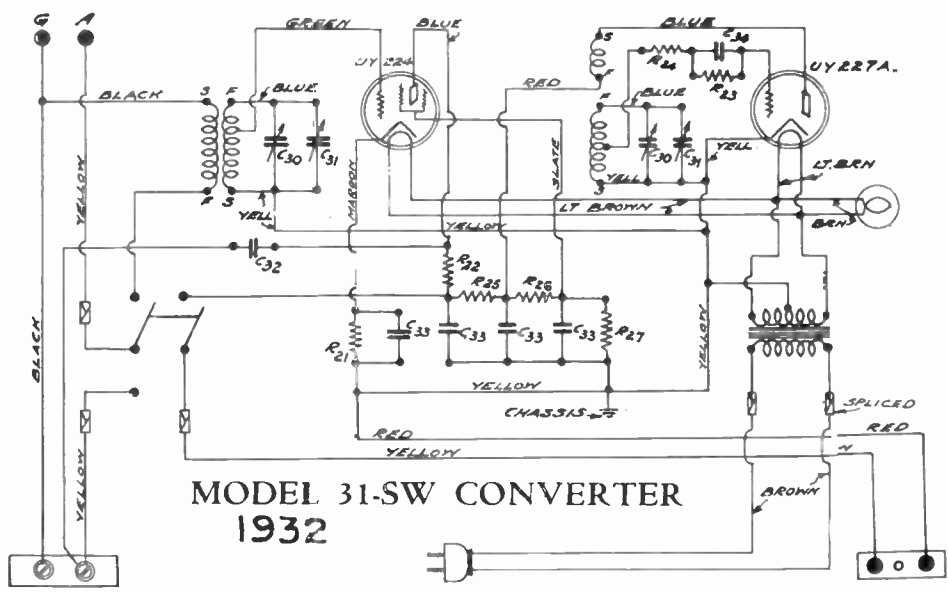 G A
GREEN
BLUE
BLUE
S
C34
R24
R23
UY 224
UY227A.
BLACK
S F
BLUE
C30
C31
RED
F
F
BLUE
C30
C31
YELL
LT. BRN
YELLOW
MAROON
SLATE
F S
YELL
YELL
S
LT BROWN
YELLOW
BRN
C32
R22
R25
R26
C33
C33
C33
C33
R21
R27
YELLOW
BLACK
YELLOW
CHASSIS
SPLICED
RED
RED
YELLOW
YELLOW
BROWN
MODEL 31-SW CONVERTER
1932